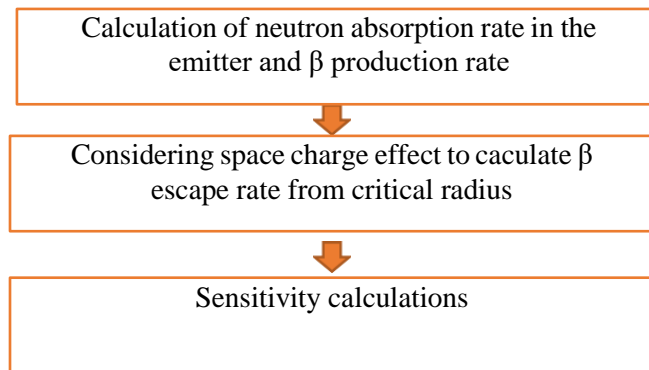 Calculation of neutron absorption rate in the
emitter and β production rate
Considering space charge effect to caculate β
escape rate from critical radius
Sensitivity calculations